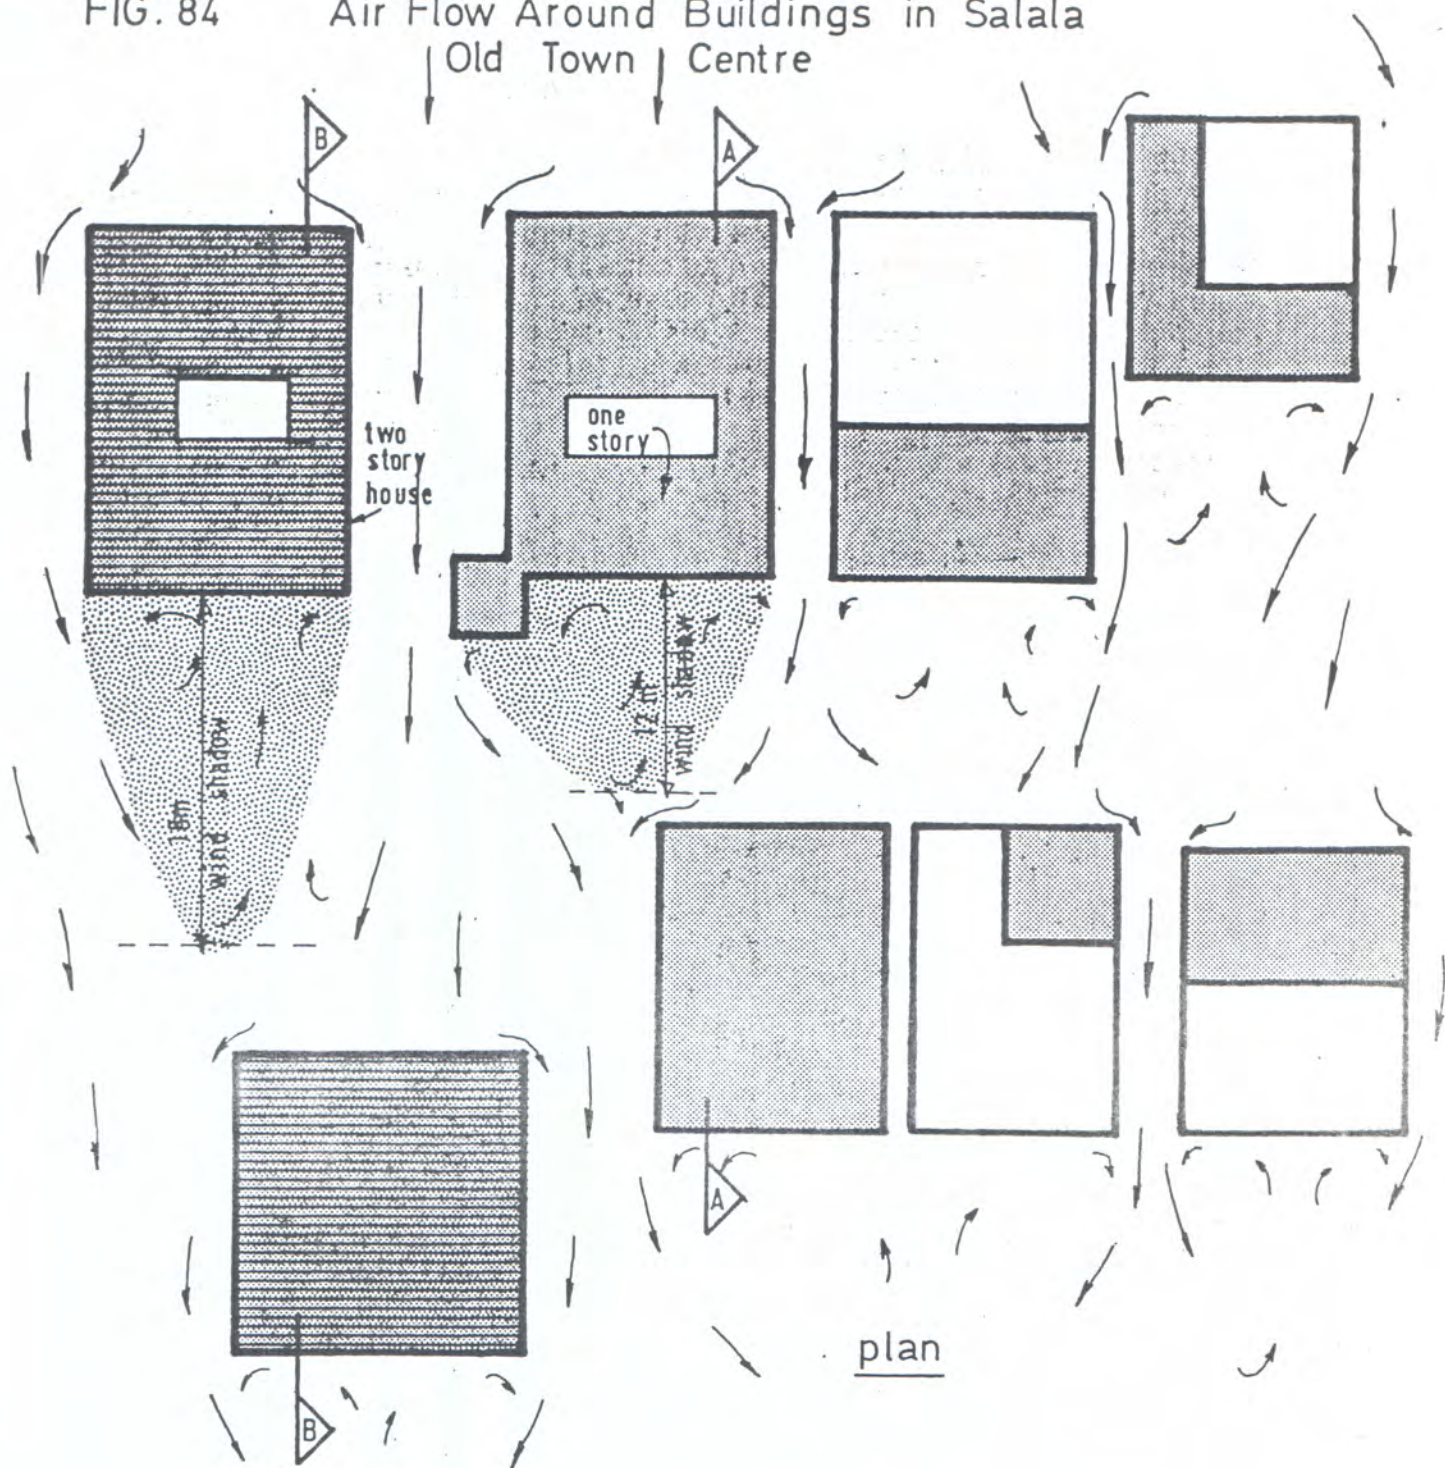 FIG. 84 Air Flow Around Buildings in Salala
Old Town Centre
B
A
two
story
house
one
story
18m
wind shadow
12m
wind shadow
A
B
plan